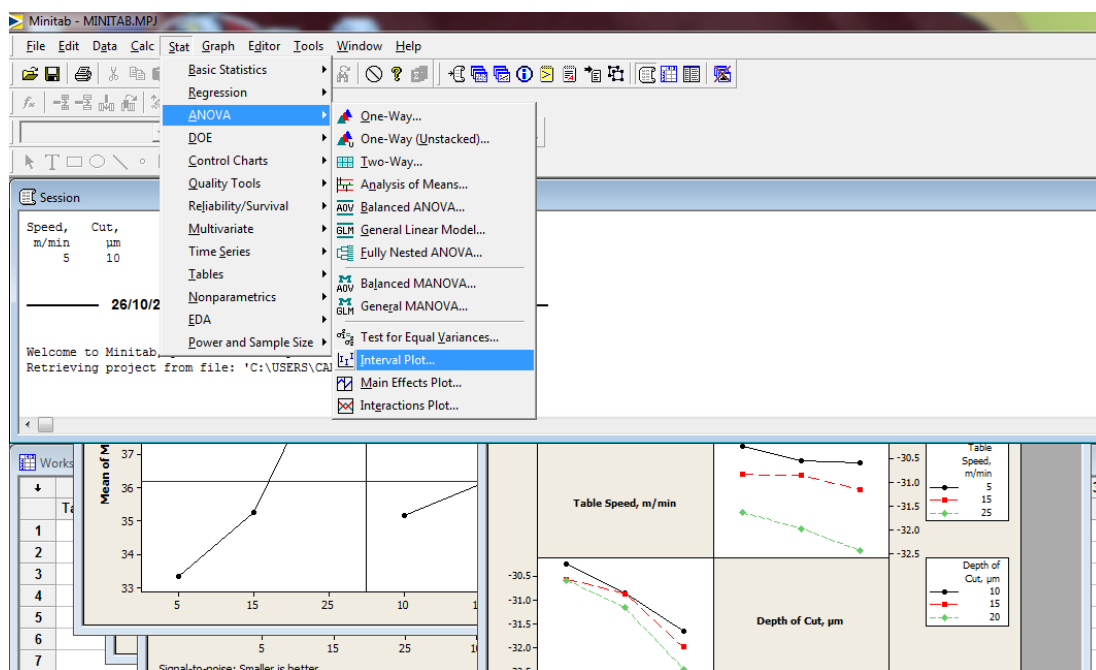 Minitab - MINITAB.MPJ
File Edit Data Calc Stat Graph Editor Tools Window Help
Basic Statistics
Regression
ANOVA
DOE
Control Charts
Quality Tools
Reliability/Survival
Multivariate
Time Series
Tables
Nonparametrics
EDA
Power and Sample Size
One-Way...
One-Way (Unstacked)...
Two-Way...
Analysis of Means...
Balanced ANOVA...
General Linear Model...
Fully Nested ANOVA...
Balanced MANOVA...
General MANOVA...
Test for Equal Variances...
Interval Plot...
Main Effects Plot...
Interactions Plot...
Session
Speed, Cut,
m/min µm
5 10
26/10/2
Welcome to Minitab,
Retrieving project from file: 'C:\USERS\CA
Works
1
2
3
4
5
6
7
Mean of M
37
36
35
34
33
5 15 25 10 1
5 15 25 10
Signal-to-noise: Smaller is better
Table Speed, m/min
-30.5
-31.0
-31.5
-32.0
-32.5
Table
Speed,
m/min
5
15
25
-30.5
-31.0
-31.5
-32.0
-32.5
Depth of Cut, µm
Depth of
Cut, µm
10
15
20